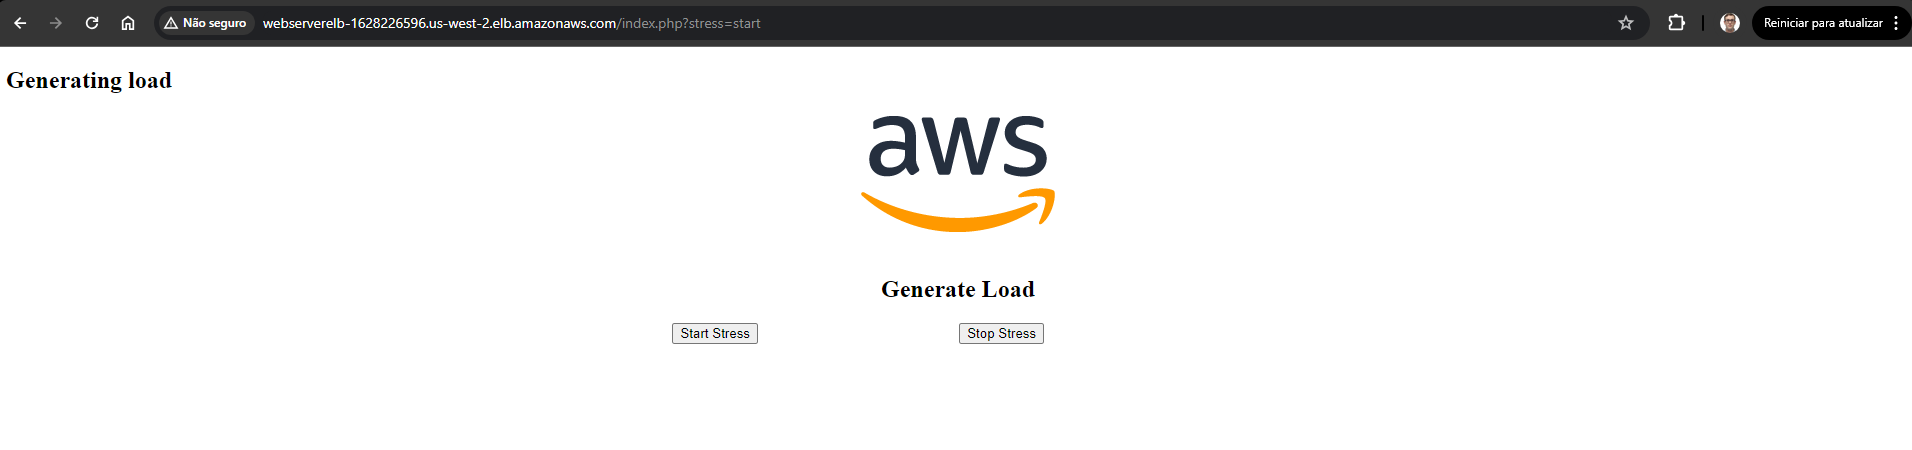 Não seguro webserverelb-1628226596.us-west-2.elb.amazonaws.com/index.php?stress=start Reiniciar para atualizar
Generating load
aws
Generate Load
Start Stress Stop Stress